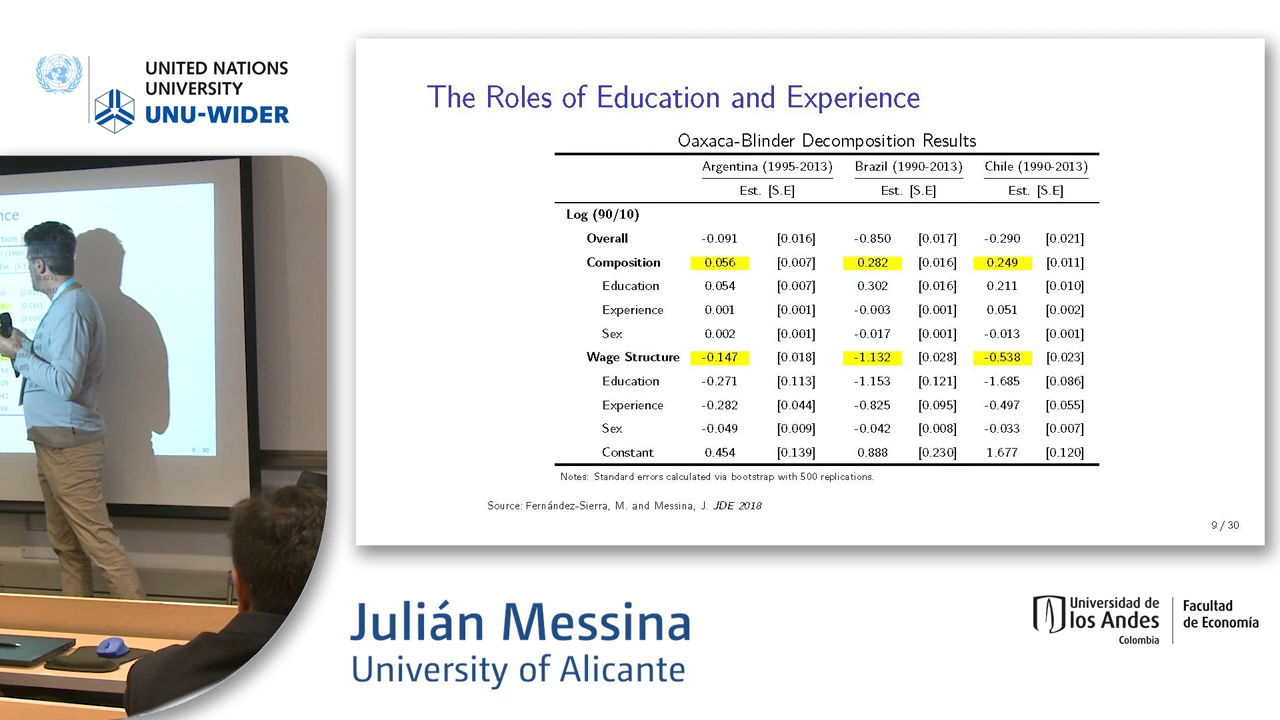 UNITED NATIONS
UNIVERSITY
UNU-WIDER
The Roles of Education and Experience
Oaxaca-Blinder Decomposition Results
Argentina (1995-2013) Brazil (1990-2013) Chile (1990-2013)
Est. [S.E] Est. [S.E] Est. [S.E]
Log (90/10)
Overall -0.091 [0.016] -0.850 [0.017] -0.290 [0.021]
Composition 0.056 [0.007] 0.282 [0.016] 0.249 [0.011]
Education 0.054 [0.007] 0.302 [0.016] 0.211 [0.010]
Experience 0.001 [0.001] -0.003 [0.001] 0.051 [0.002]
Sex 0.002 [0.001] -0.017 [0.001] -0.013 [0.001]
Wage Structure -0.147 [0.018] -1.132 [0.028] -0.538 [0.023]
Education -0.271 [0.113] -1.153 [0.121] -1.685 [0.086]
Experience -0.282 [0.044] -0.825 [0.095] -0.497 [0.055]
Sex -0.049 [0.009] -0.042 [0.008] -0.033 [0.007]
Constant 0.454 [0.139] 0.888 [0.230] 1.677 [0.120]
Notes: Standard errors calculated via bootstrap with 500 replications.
Source: Fernández-Sierra, M. and Messina, J. JDE 2018
9 / 30
nce
9 / 30
Julián Messina
University of Alicante
Universidad de
los Andes
Colombia
Facultad
de Economía